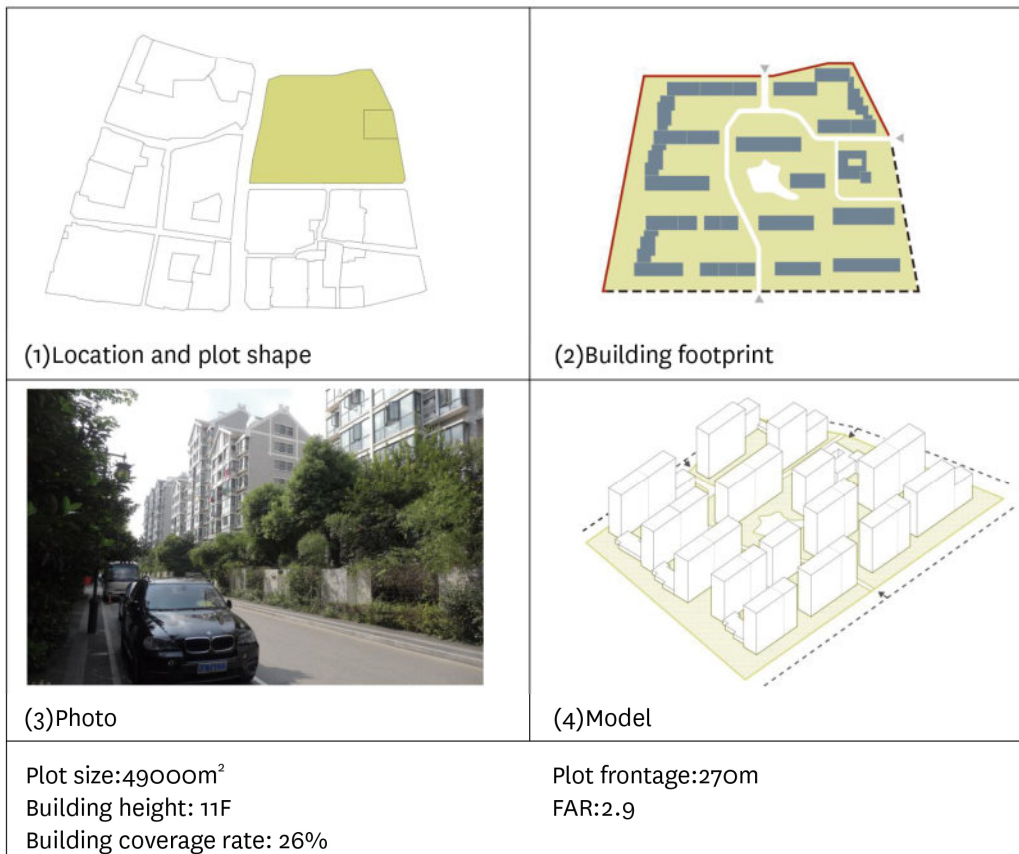 (1)Location and plot shape
(2)Building footprint
(3)Photo
(4)Model
Plot size:49000m²
Building height: 11F
Building coverage rate: 26%
Plot frontage:270m
FAR:2.9